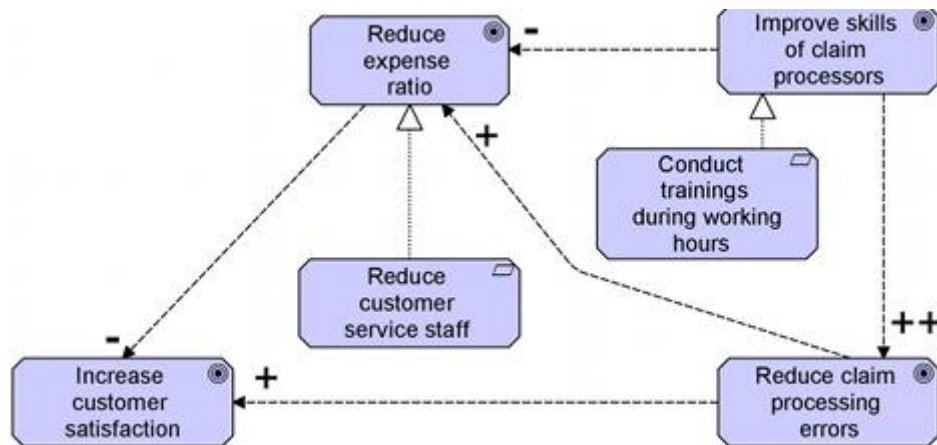 Reduce
expense
ratio
-
Improve skills
of claim
processors
+
Conduct
trainings
during working
hours
Reduce
customer
service staff
-
++
Increase
customer
satisfaction
+
Reduce claim
processing
errors